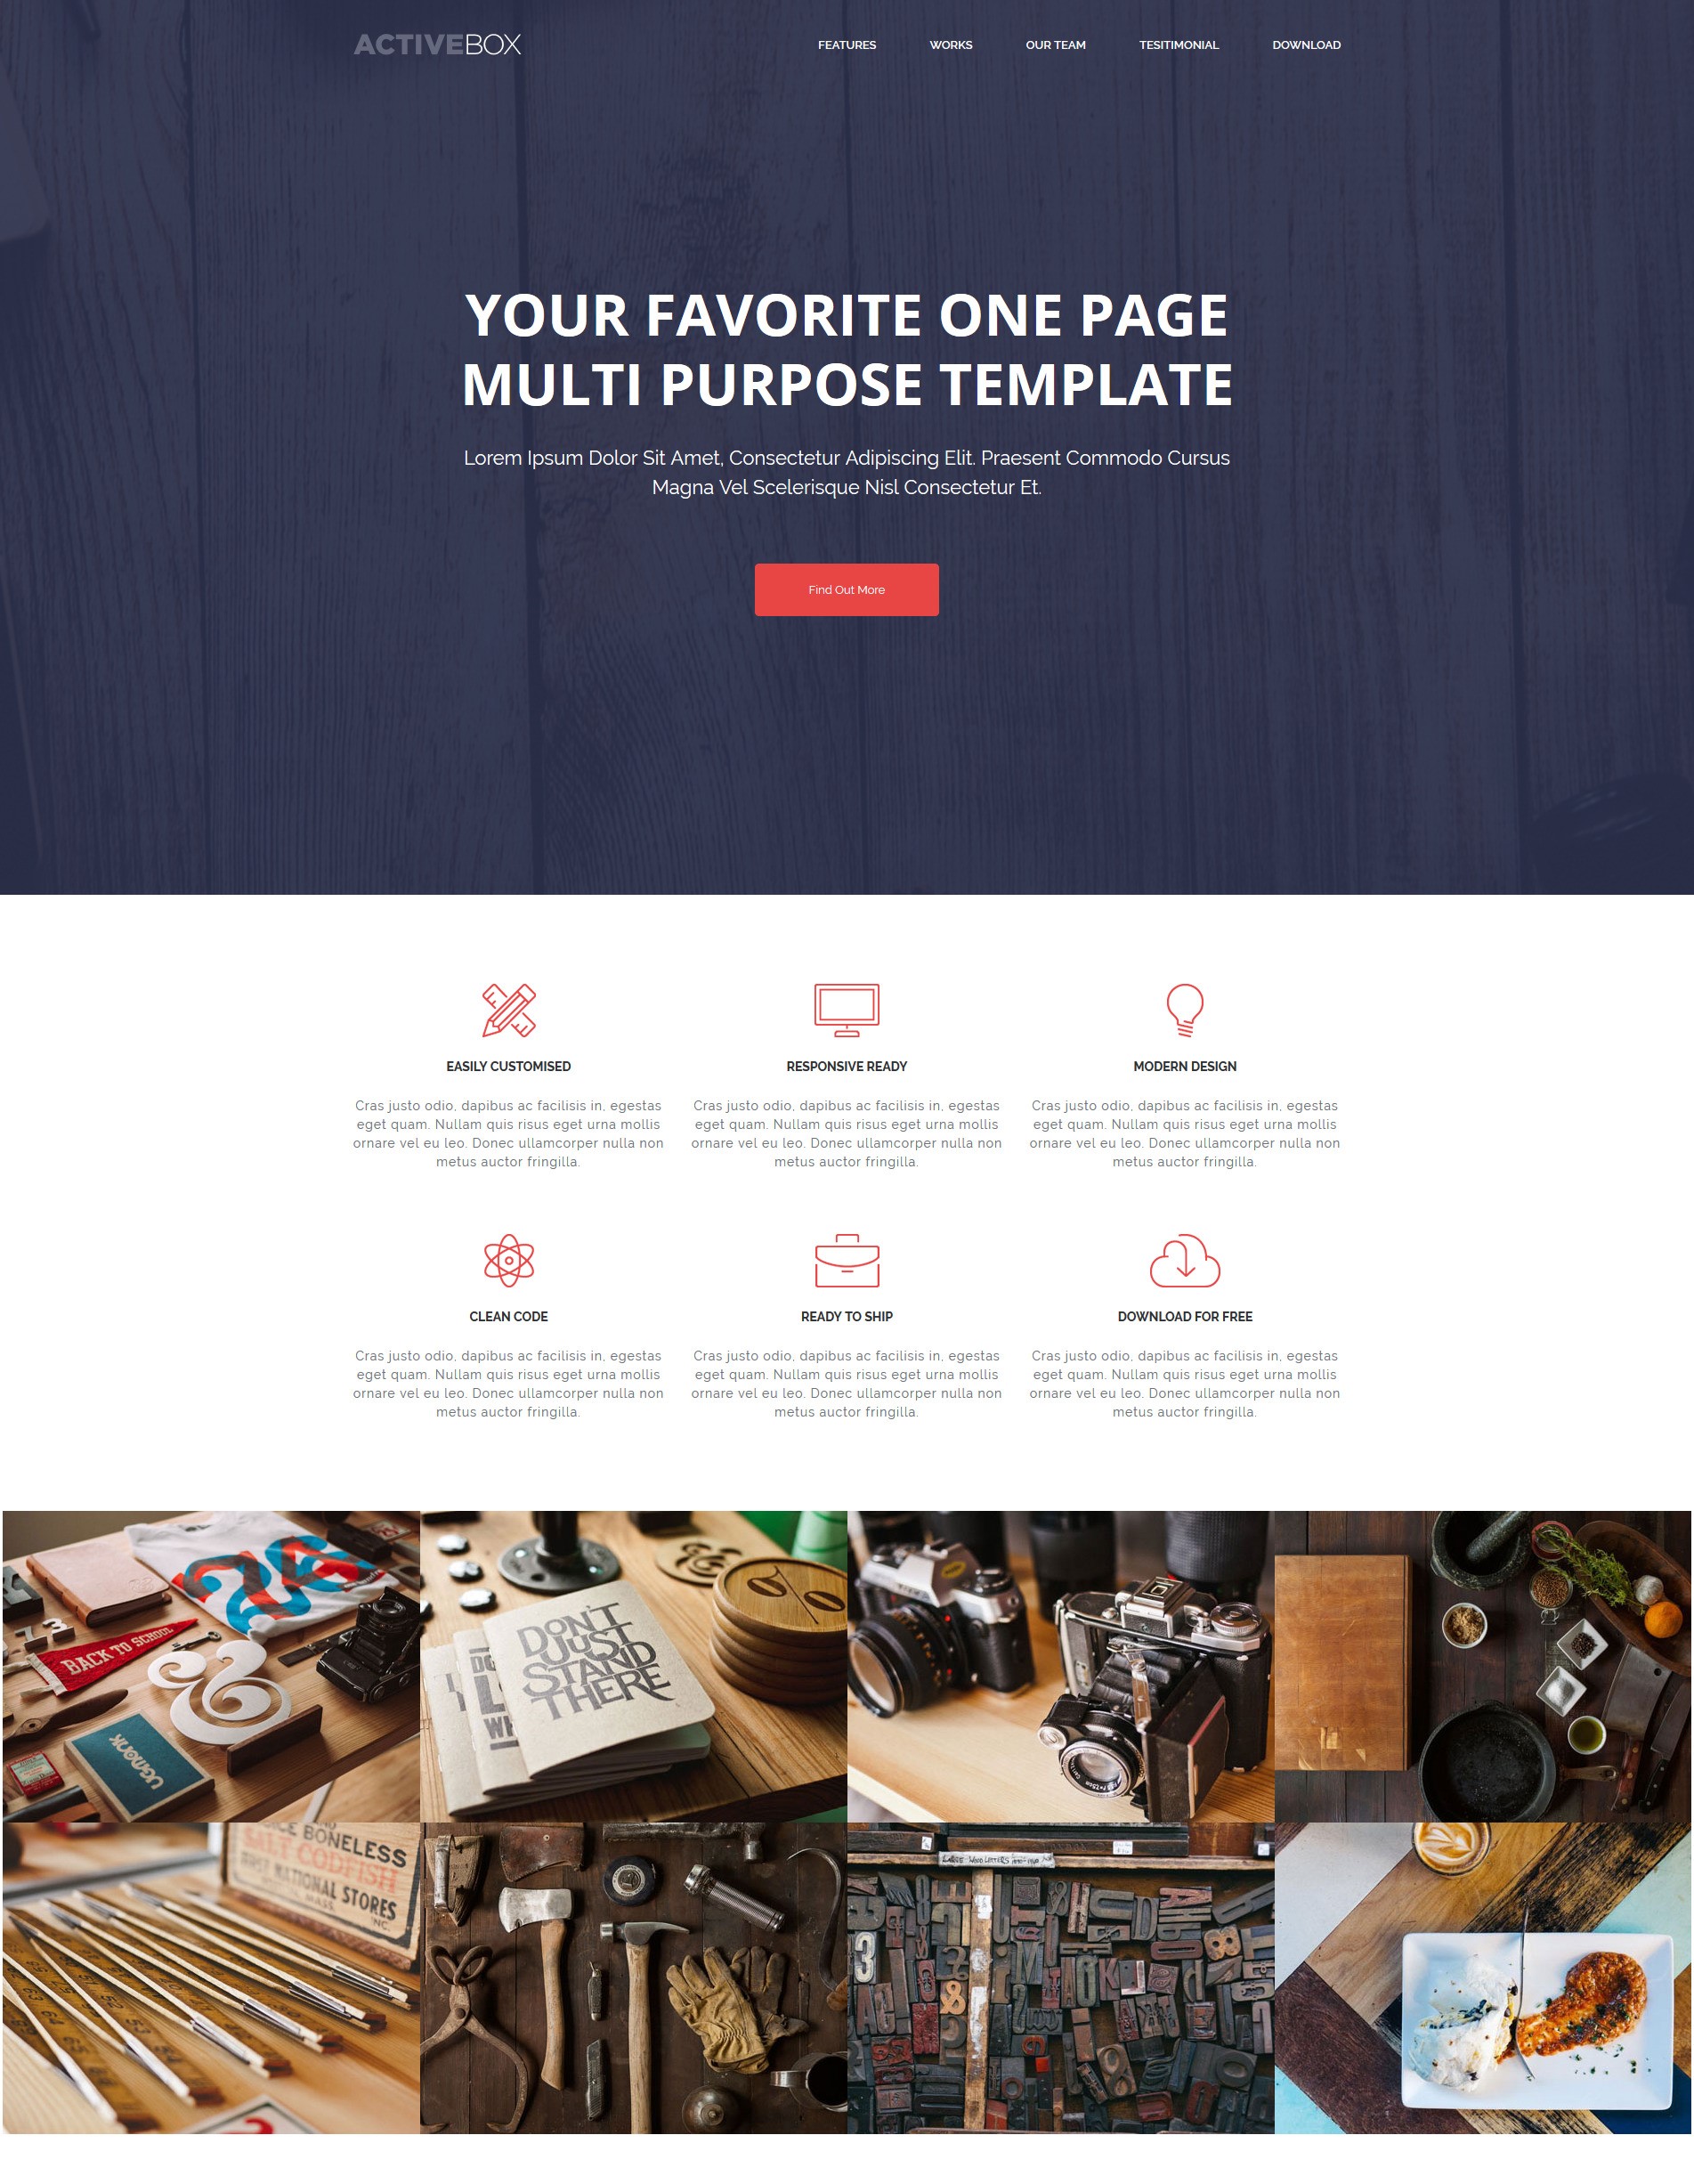 ACTIVEBOX
FEATURES WORKS OUR TEAM TESITIMONIAL DOWNLOAD
YOUR FAVORITE ONE PAGE
MULTI PURPOSE TEMPLATE
Lorem Ipsum Dolor Sit Amet, Consectetur Adipiscing Elit. Praesent Commodo Cursus
Magna Vel Scelerisque Nisl Consectetur Et.
Find Out More
EASILY CUSTOMISED
Cras justo odio, dapibus ac facilisis in, egestas
eget quam. Nullam quis risus eget urna mollis
ornare vel eu leo. Donec ullamcorper nulla non
metus auctor fringilla.
RESPONSIVE READY
Cras justo odio, dapibus ac facilisis in, egestas
eget quam. Nullam quis risus eget urna mollis
ornare vel eu leo. Donec ullamcorper nulla non
metus auctor fringilla.
MODERN DESIGN
Cras justo odio, dapibus ac facilisis in, egestas
eget quam. Nullam quis risus eget urna mollis
ornare vel eu leo. Donec ullamcorper nulla non
metus auctor fringilla.
CLEAN CODE
Cras justo odio, dapibus ac facilisis in, egestas
eget quam. Nullam quis risus eget urna mollis
ornare vel eu leo. Donec ullamcorper nulla non
metus auctor fringilla.
READY TO SHIP
Cras justo odio, dapibus ac facilisis in, egestas
eget quam. Nullam quis risus eget urna mollis
ornare vel eu leo. Donec ullamcorper nulla non
metus auctor fringilla.
DOWNLOAD FOR FREE
Cras justo odio, dapibus ac facilisis in, egestas
eget quam. Nullam quis risus eget urna mollis
ornare vel eu leo. Donec ullamcorper nulla non
metus auctor fringilla.
BACK TO SCHOOL
&
UGMONK
DON'T
JUST
STAND
THERE
BONELESS
SALT CODFISH
NATIONAL STORES
INC.